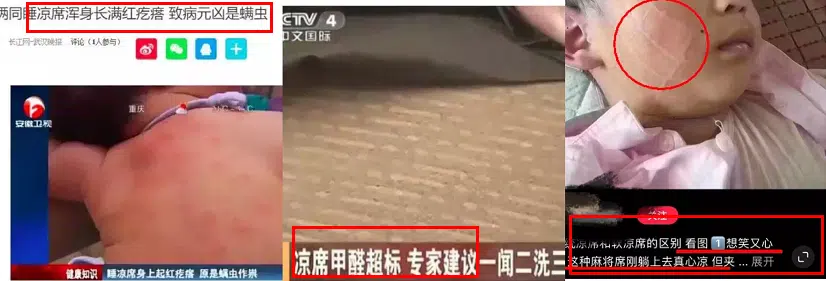 俩同睡凉席浑身长满红疙瘩 致病元凶是螨虫
长江网-武汉晚报 评论(1人参与)
安徽卫视
重庆
健康知识
睡凉席身上起红疙瘩 原是螨虫作祟
CCTV 4
中文国际
凉席甲醛超标 专家建议一闻二洗三
关注
统凉席和软凉席的区别 看图 1 想笑又心
这种麻将席刚躺上去真心凉 但夹 ... 展开